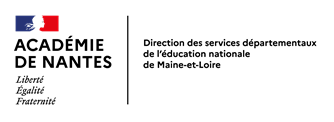 ACADÉMIE
DE NANTES
Liberté
Égalité
Fraternité
Direction des services départementaux
de l'éducation nationale
de Maine-et-Loire